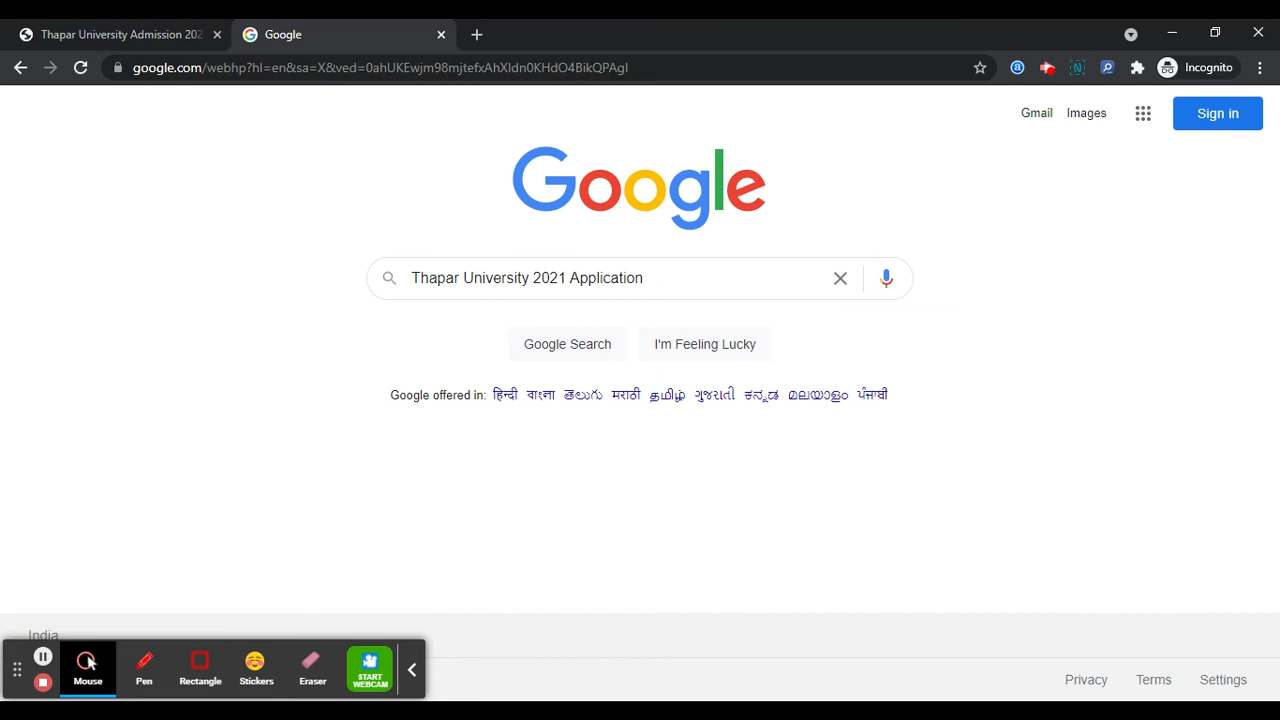 Thapar University Admission 202
Google
google.com/webhp?hl=en&sa=X&ved=0ahUKEwjm98mjtefxAhXIdn0KHdO4BikQPAgI
Incognito
Gmail Images
Sign in
Google
Thapar University 2021 Application
Google Search
I'm Feeling Lucky
Google offered in: हिन्दी বাংলা తెలుగు मराठी தமிழ் ગુજરાતી ಕನ್ನಡ മലയാളം ਪੰਜਾਬੀ
India
Mouse
Pen
Rectangle
Stickers
Eraser
START
WEBCAM
Privacy Terms Settings